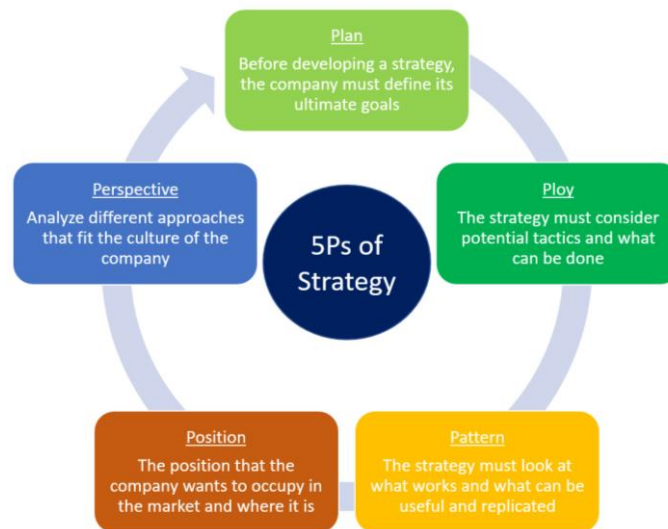 Plan
Before developing a strategy,
the company must define its
ultimate goals
Ploy
The strategy must consider
potential tactics and what
can be done
Pattern
The strategy must look at
what works and what can be
useful and replicated
Position
The position that the
company wants to occupy in
the market and where it is
Perspective
Analyze different approaches
that fit the culture of the
company
5Ps of
Strategy